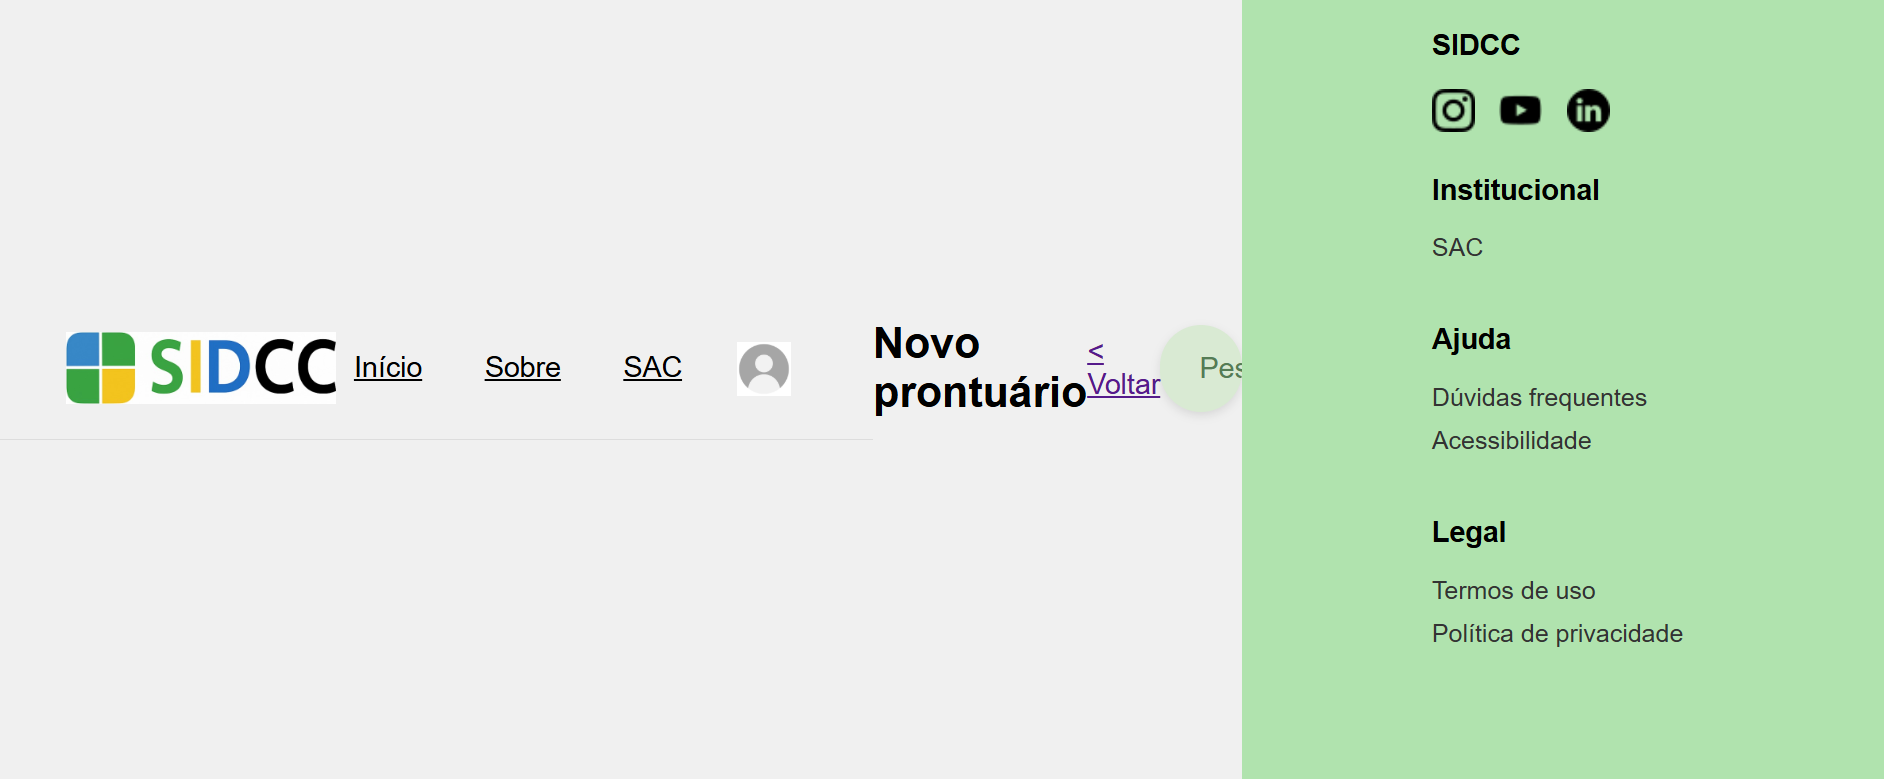 SIDCC
Início
Sobre
SAC
Novo
prontuário
<
Voltar
Pes
SIDCC
Institucional
SAC
Ajuda
Dúvidas frequentes
Acessibilidade
Legal
Termos de uso
Política de privacidade